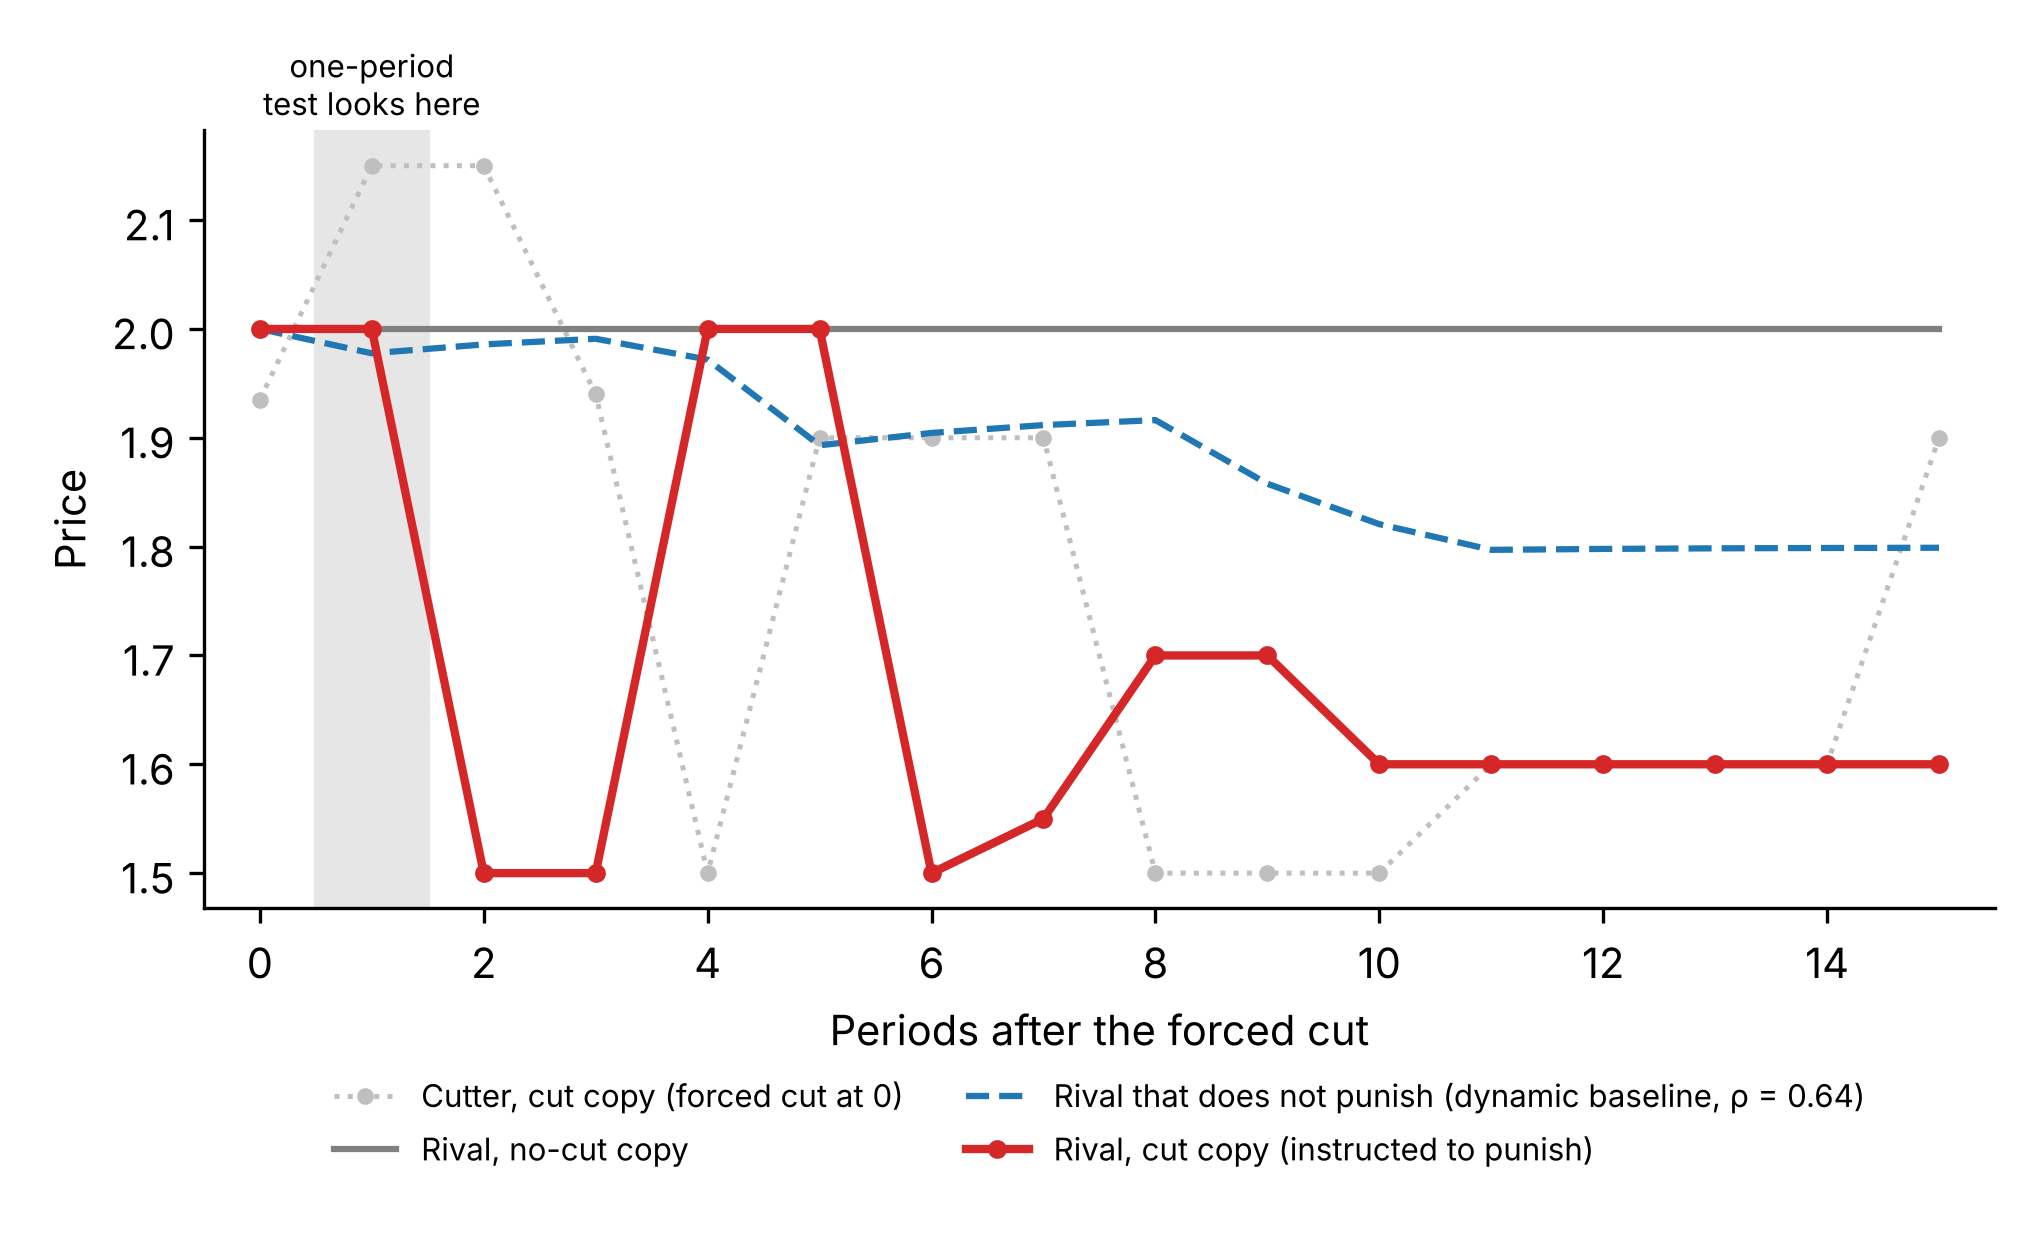 one-period
test looks here
2.1
2.0
1.9
1.8
1.7
1.6
1.5
Price
0 2 4 6 8 10 12 14
Periods after the forced cut
Cutter, cut copy (forced cut at 0)
Rival, no-cut copy
Rival that does not punish (dynamic baseline, ρ = 0.64)
Rival, cut copy (instructed to punish)